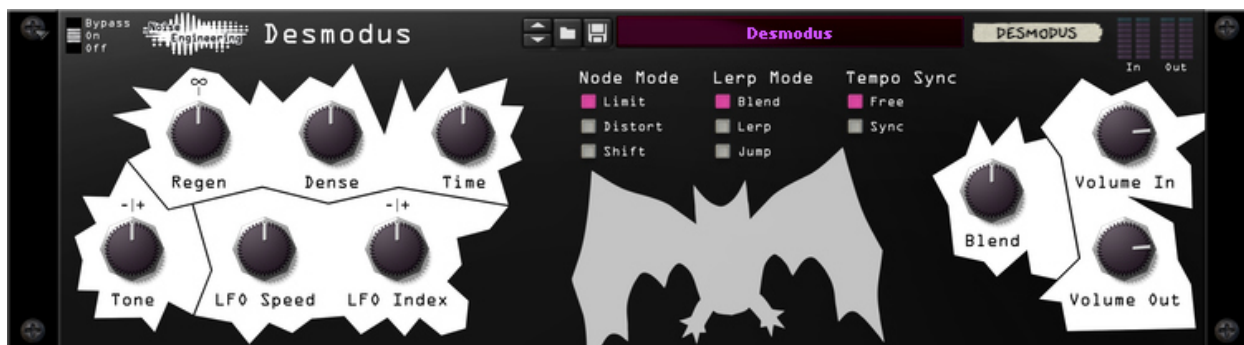 Bypass
On
Off
Noise
Engineering
Desmodus
Desmodus
DESMODUS
In Out
Node Mode
Limit
Distort
Shift
Lerp Mode
Blend
Lerp
Jump
Tempo Sync
Free
Sync
∞
Regen
Dense
Time
-|+
Tone
LFO Speed
-|+
LFO Index
Blend
Volume In
Volume Out